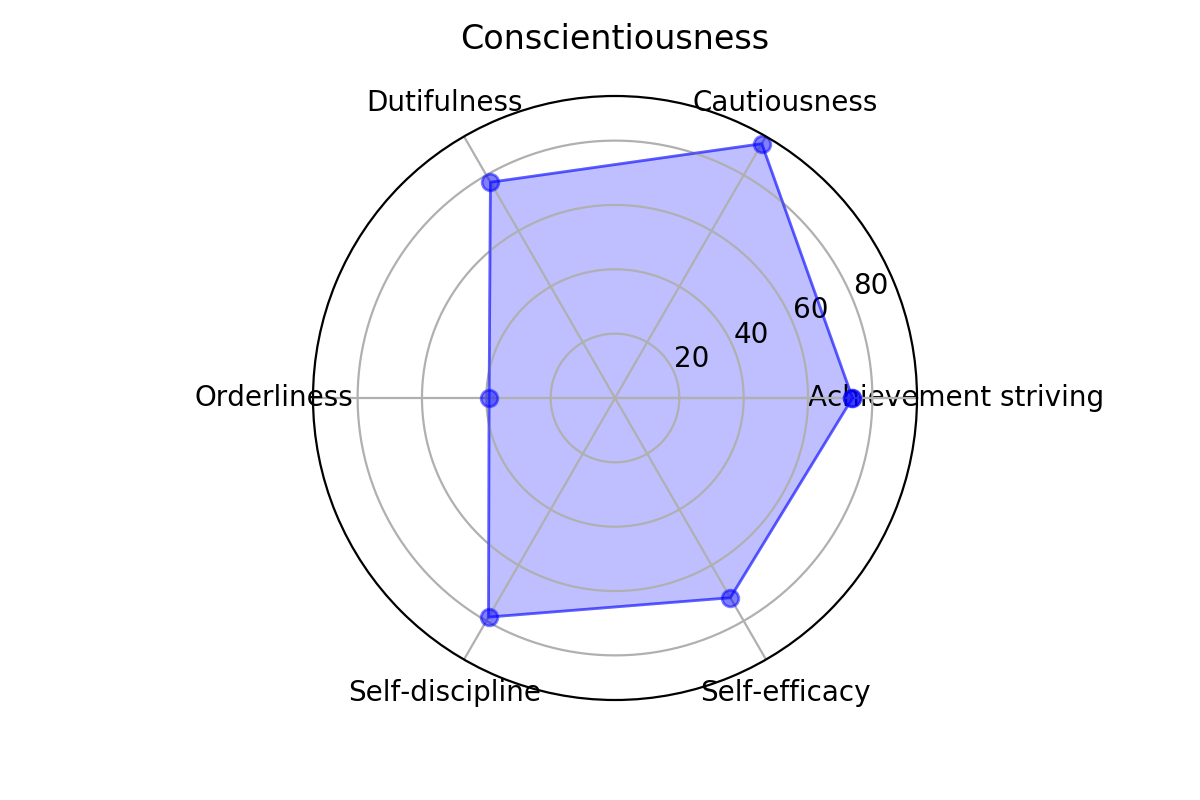 Conscientiousness
Dutifulness
Cautiousness
80
60
40
20
Orderliness
Achievement striving
Self-discipline
Self-efficacy